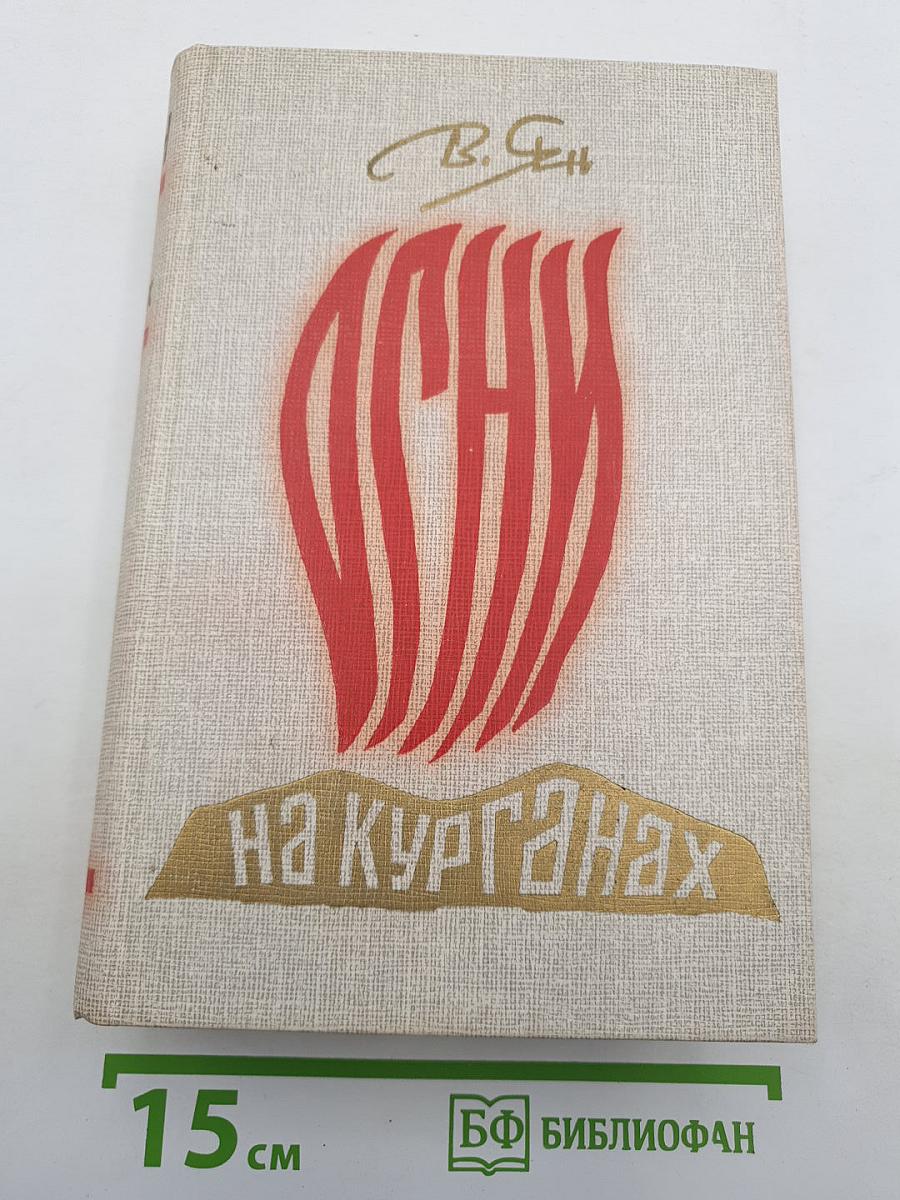 В. Ян
ОГНИ
на курганах
15 см
БФ БИБЛИОФАН